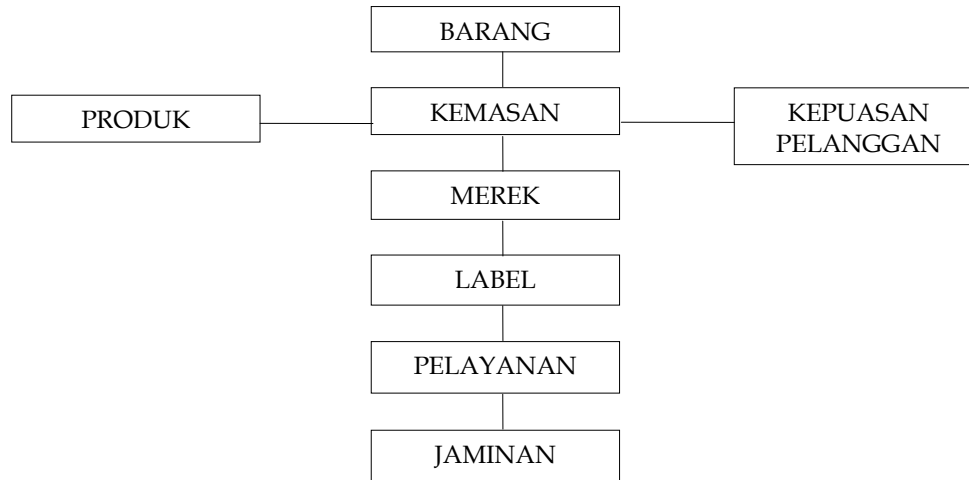 BARANG
PRODUK
KEMASAN
KEPUASAN
PELANGGAN
MEREK
LABEL
PELAYANAN
JAMINAN